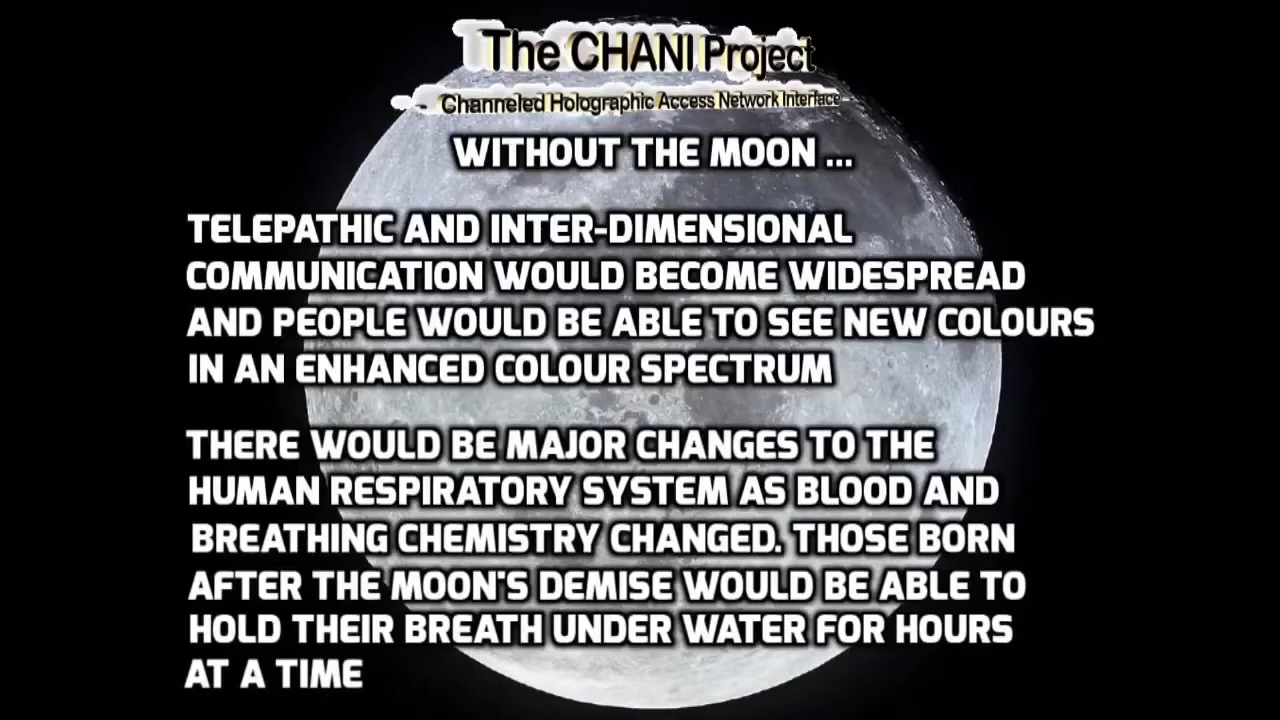 The CHANI Project
- Channeled Holographic Access Network Interface -
WITHOUT THE MOON ...
TELEPATHIC AND INTER-DIMENSIONAL
COMMUNICATION WOULD BECOME WIDESPREAD
AND PEOPLE WOULD BE ABLE TO SEE NEW COLOURS
IN AN ENHANCED COLOUR SPECTRUM
THERE WOULD BE MAJOR CHANGES TO THE
HUMAN RESPIRATORY SYSTEM AS BLOOD AND
BREATHING CHEMISTRY CHANGED. THOSE BORN
AFTER THE MOON'S DEMISE WOULD BE ABLE TO
HOLD THEIR BREATH UNDER WATER FOR HOURS
AT A TIME